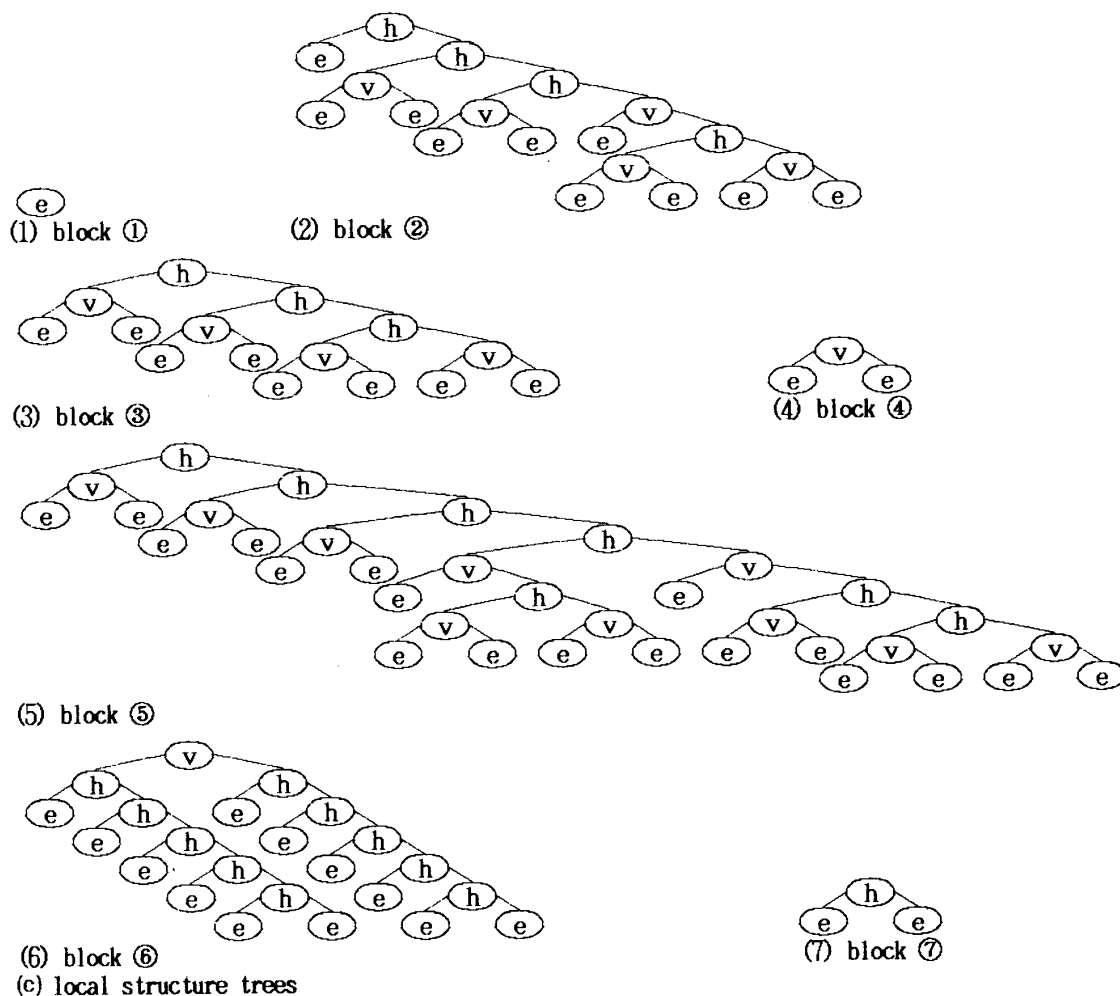 h
e h
v h
e e v v
e e e h
v v
e e e e e
(1) block ① (2) block ②
h
v h
e e v h
e e v v v
e e e e e e
(3) block ③ (4) block ④
h
v h
e e v h
e e v h
e e v v
e h e h
v v v h
e e e e e e v v
e e e e
(5) block ⑤
v
h h
e h e h
e h e h
e h e h
e h e h h
e e e e e e
(6) block ⑥ (7) block ⑦
(c) local structure trees